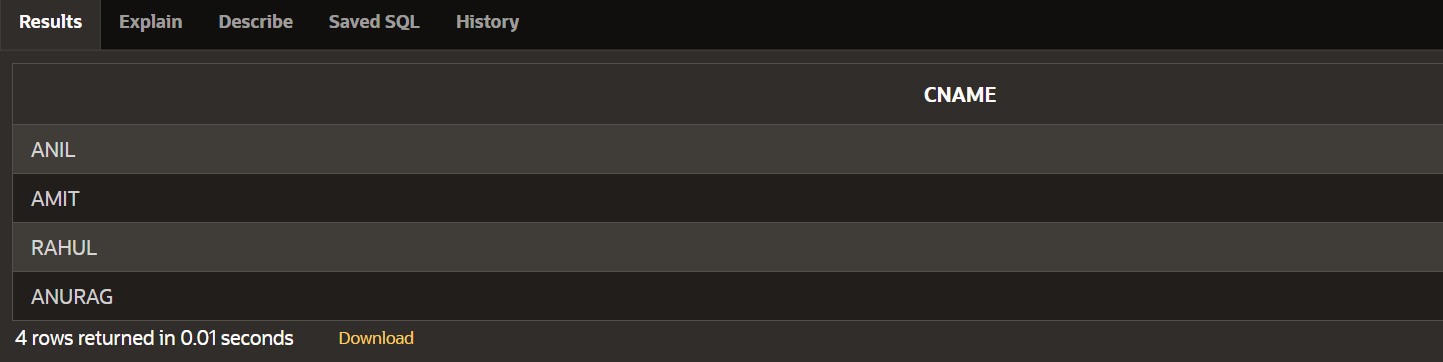 Results Explain Describe Saved SQL History
CNAME
ANIL
AMIT
RAHUL
ANURAG
4 rows returned in 0.01 seconds Download